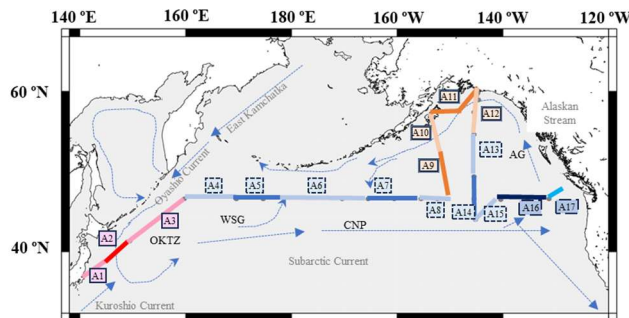 140 °E 160 °E 180 °E 160 °W 140 °W 120 °W
60 °N
40 °N
A11
A10
A12
Alaskan
Stream
East Kamchatka
A9
A13
AG
Oyashio Current
A4 A5 A6 A7
A8 A14 A15 A16 A17
A3
WSG
CNP
A2
OKTZ
A1
Subarctic Current
Kuroshio Current